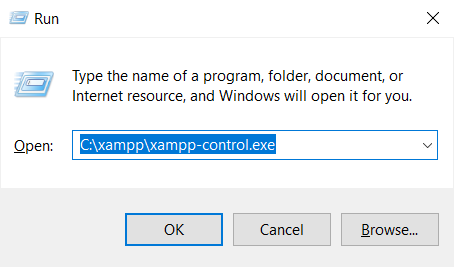 Run
Type the name of a program, folder, document, or
Internet resource, and Windows will open it for you.
Open: C:\xampp\xampp-control.exe
OK Cancel Browse...